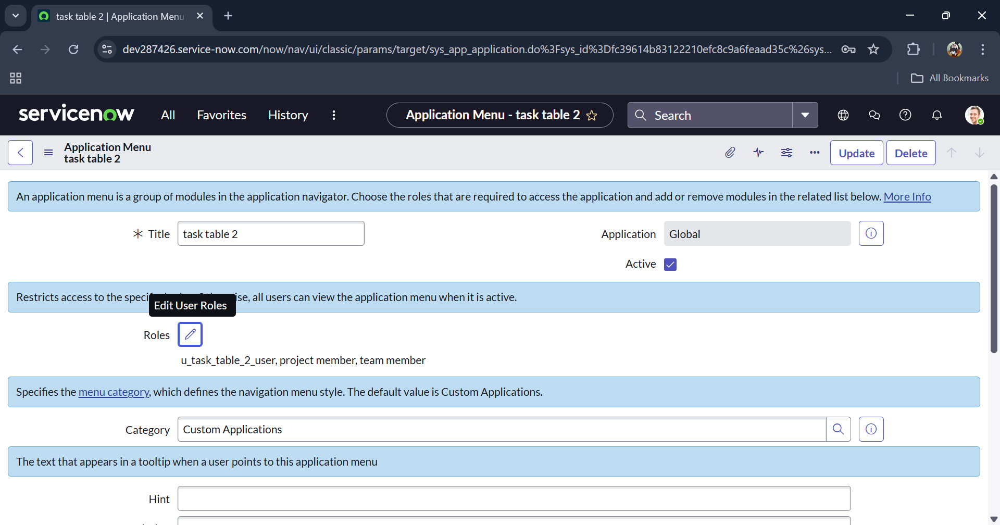 task table 2 | Application Menu
dev287426.service-now.com/now/nav/ui/classic/params/target/sys_app_application.do%3Fsys_id%3Dfc39614b83122210efc8c9a6feaad35c%26sys...
All Bookmarks
servicenow All Favorites History Application Menu - task table 2 Search
Application Menu
task table 2
Update Delete
An application menu is a group of modules in the application navigator. Choose the roles that are required to access the application and add or remove modules in the related list below. More Info
Title task table 2 Application Global
Active
Restricts access to the speci ise, all users can view the application menu when it is active.
Edit User Roles
Roles
u_task_table_2_user, project member, team member
Specifies the menu category, which defines the navigation menu style. The default value is Custom Applications.
Category Custom Applications
The text that appears in a tooltip when a user points to this application menu
Hint